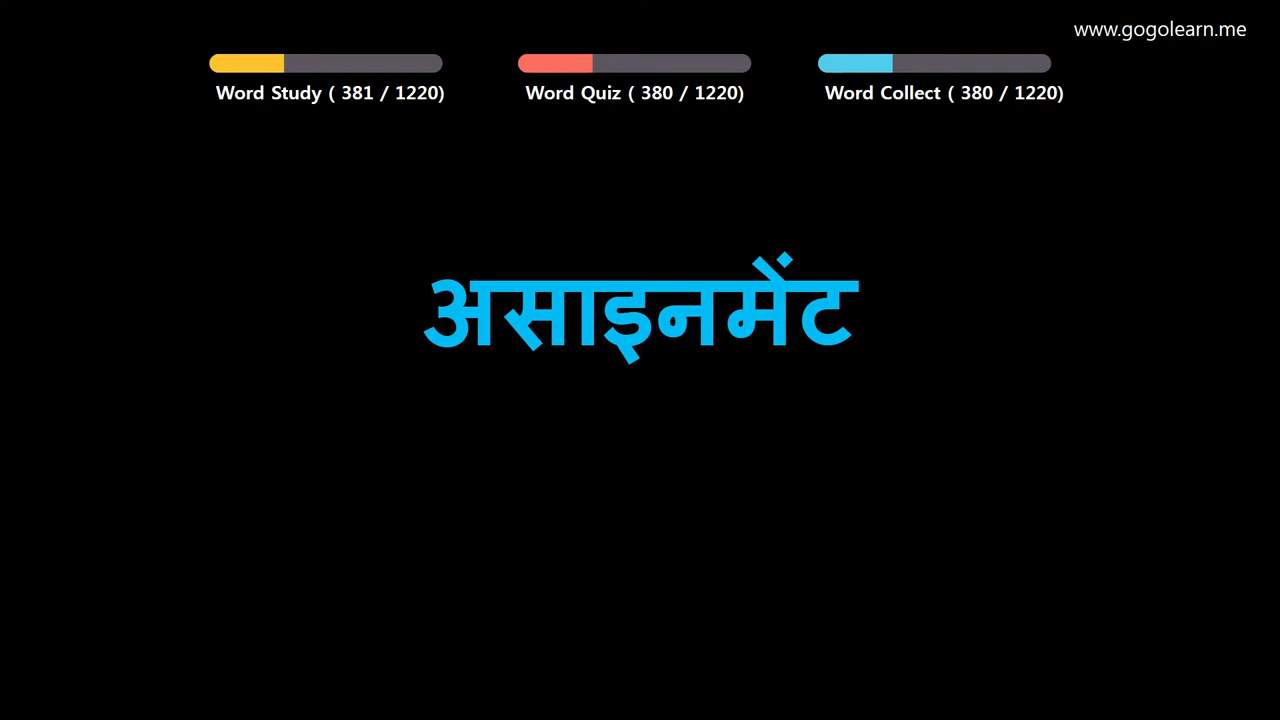 www.gogolearn.me
Word Study ( 381 / 1220) Word Quiz ( 380 / 1220) Word Collect ( 380 / 1220)
असाइनमेंट